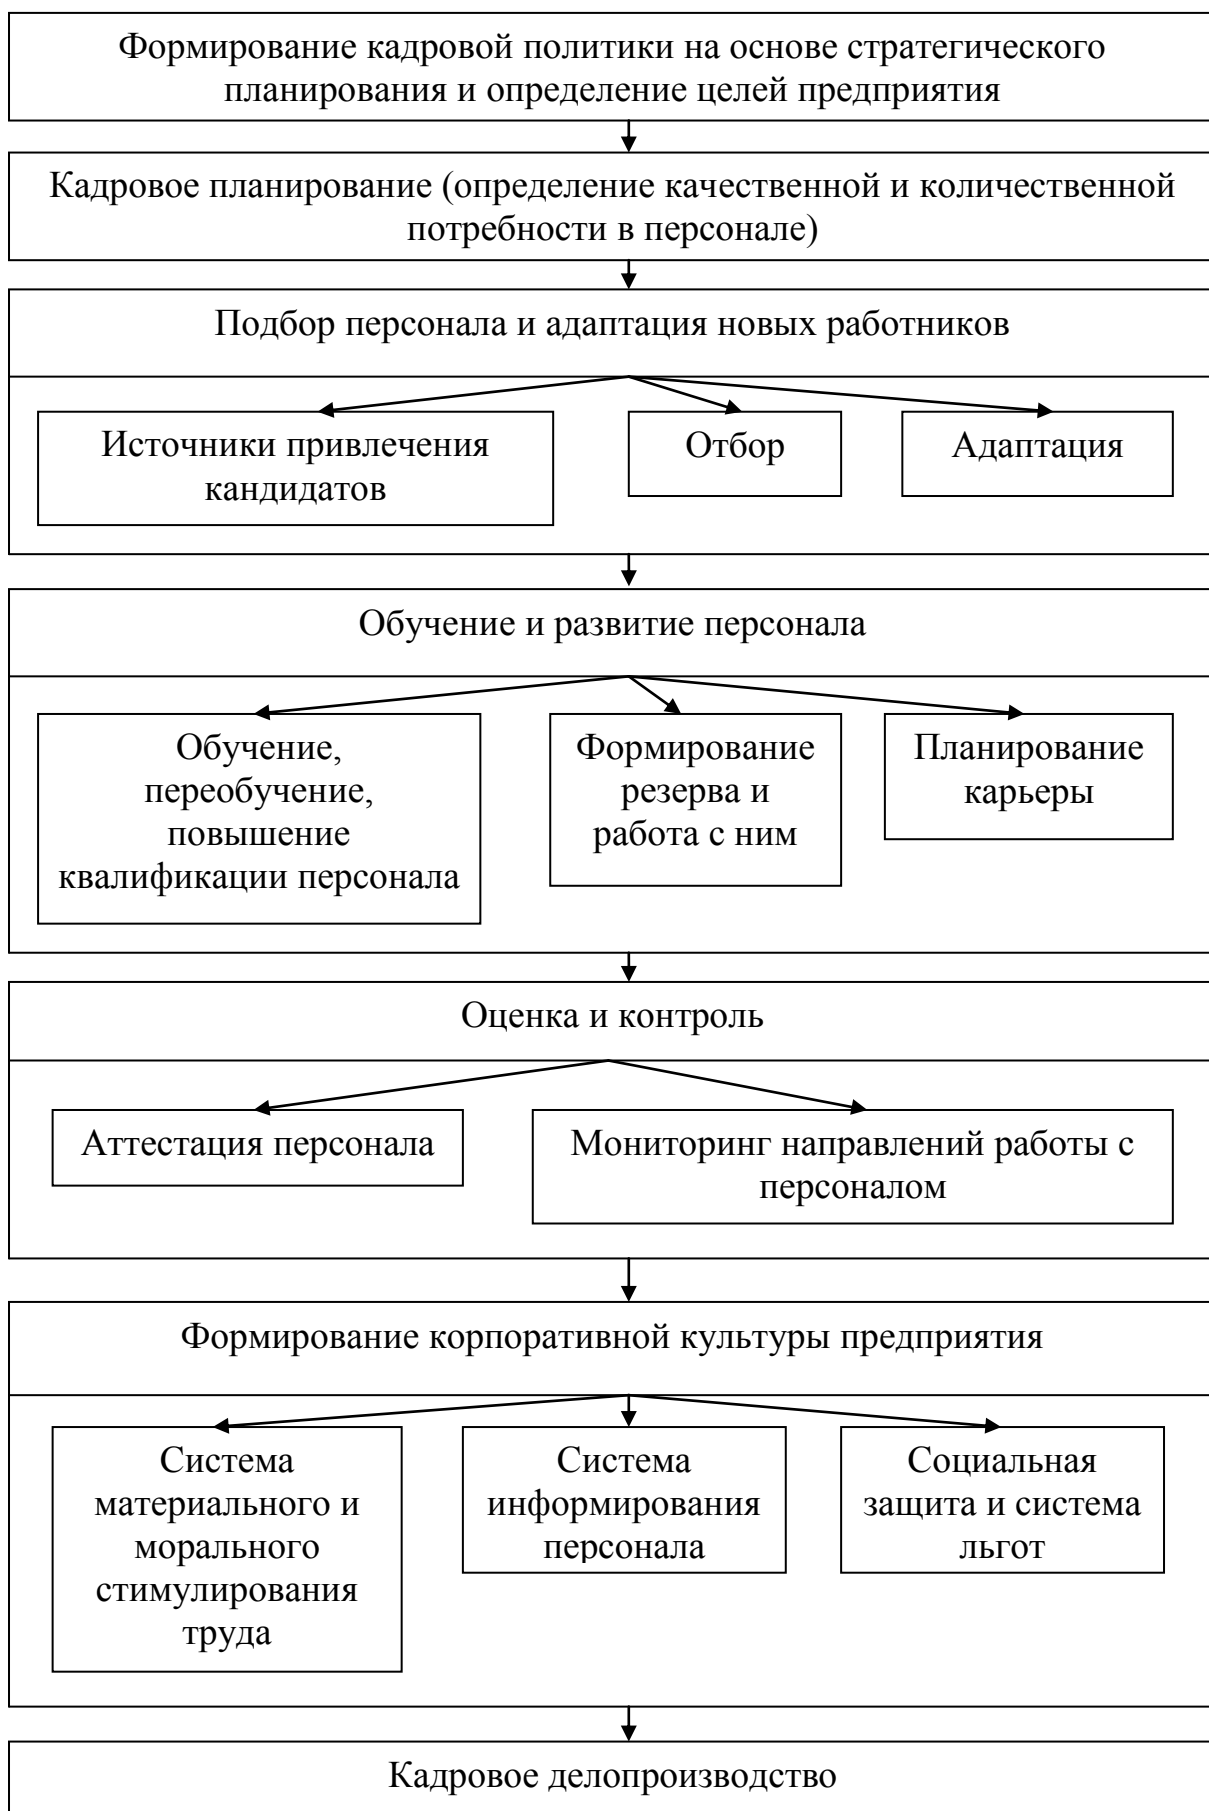 Формирование кадровой политики на основе стратегического
планирования и определение целей предприятия
Кадровое планирование (определение качественной и количественной
потребности в персонале)
Подбор персонала и адаптация новых работников
Источники привлечения
кандидатов
Отбор
Адаптация
Обучение и развитие персонала
Обучение,
переобучение,
повышение
квалификации персонала
Формирование
резерва и
работа с ним
Планирование
карьеры
Оценка и контроль
Аттестация персонала
Мониторинг направлений работы с
персоналом
Формирование корпоративной культуры предприятия
Система
материального и
морального
стимулирования
труда
Система
информирования
персонала
Социальная
защита и система
льгот
Кадровое делопроизводство